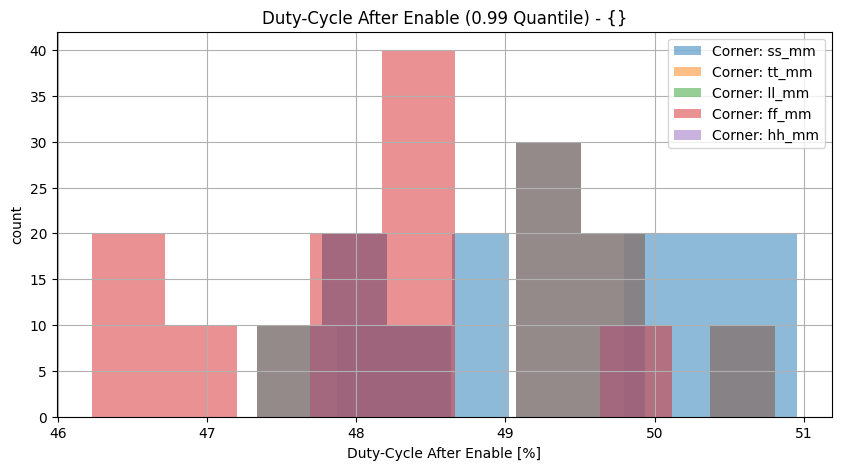 Duty-Cycle After Enable (0.99 Quantile) - {}
Corner: ss_mm
Corner: tt_mm
Corner: ll_mm
Corner: ff_mm
Corner: hh_mm
40
35
30
25
20
15
10
5
0
count
46
47
48
49
50
51
Duty-Cycle After Enable [%]